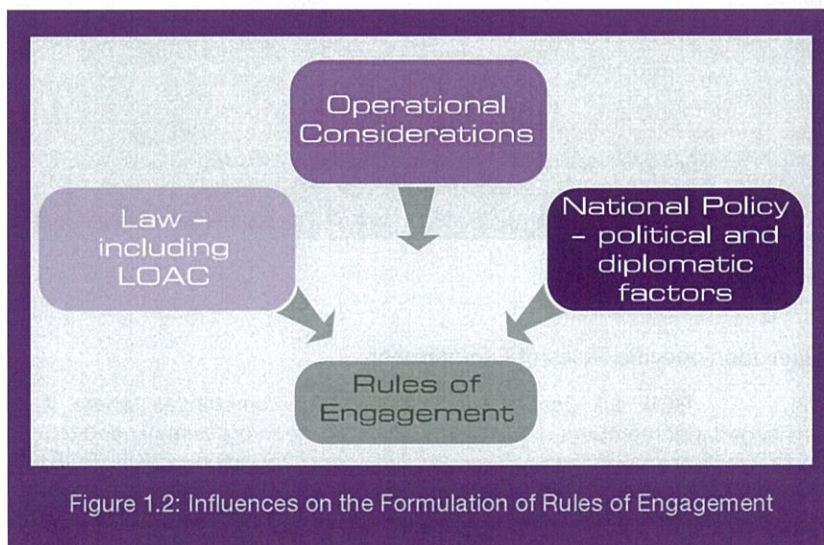 Operational
Considerations
Law –
including
LOAC
National Policy
– political and
diplomatic
factors
Rules of
Engagement
Figure 1.2: Influences on the Formulation of Rules of Engagement